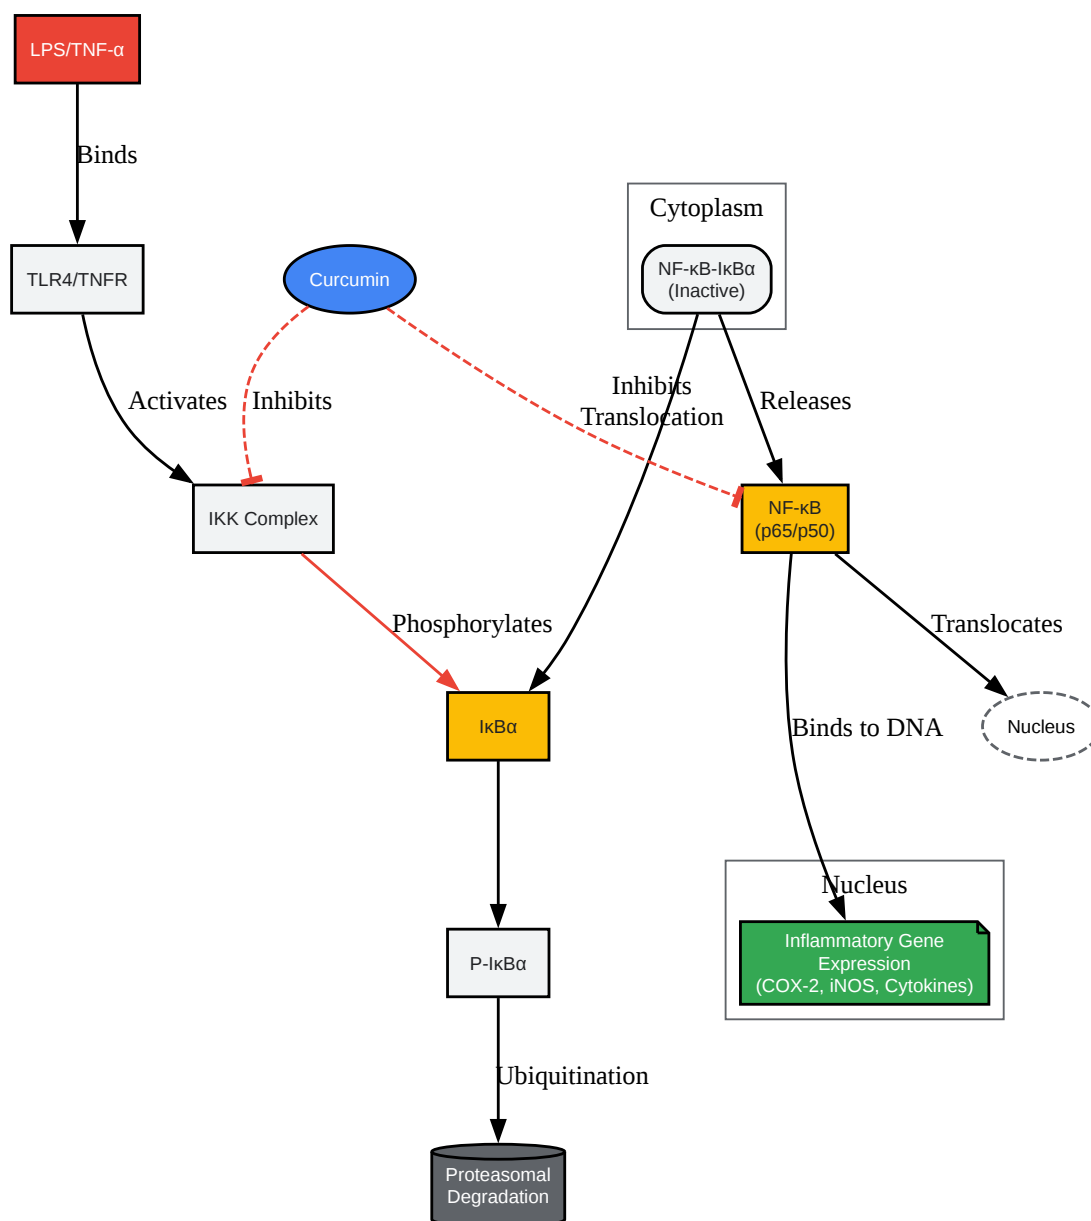 LPS/TNF-α
Binds
Cytoplasm
TLR4/TNFR
Curcumin
NF-κB-IκBα
(Inactive)
Activates
Inhibits
Inhibits
Translocation
Releases
IKK Complex
NF-κB
(p65/p50)
Phosphorylates
Translocates
IκBα
Binds to DNA
Nucleus
Nucleus
Inflammatory Gene
Expression
(COX-2, iNOS, Cytokines)
P-IκBα
Ubiquitination
Proteasomal
Degradation